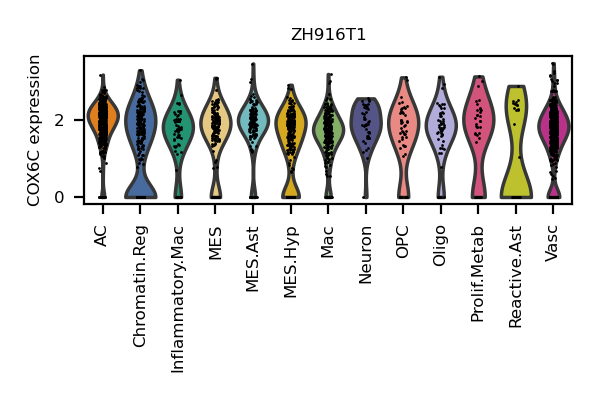 ZH916T1
COX6C expression
2
0
AC
Chromatin.Reg
Inflammatory.Mac
MES
MES.Ast
MES.Hyp
Mac
Neuron
OPC
Oligo
Prolif.Metab
Reactive.Ast
Vasc